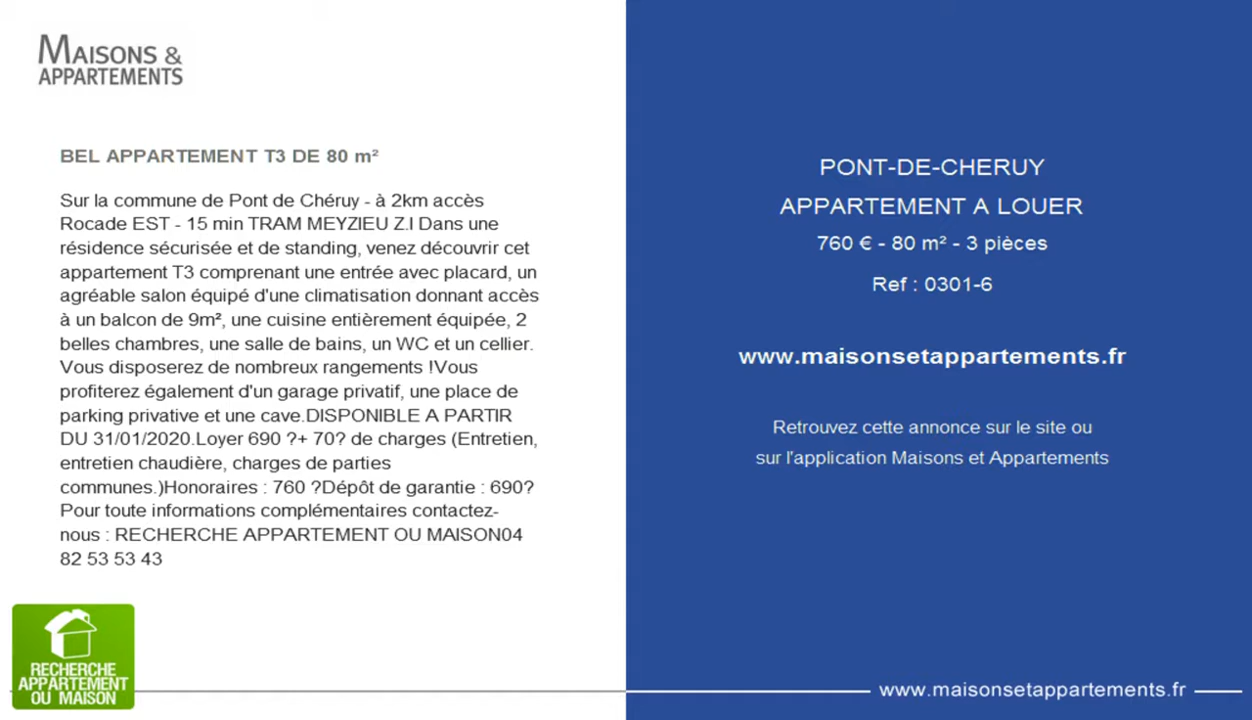 MAISONS &
APPARTEMENTS
BEL APPARTEMENT T3 DE 80 m²
Sur la commune de Pont de Chéruy - à 2km accès
Rocade EST - 15 min TRAM MEYZIEU Z.I Dans une
résidence sécurisée et de standing, venez découvrir cet
appartement T3 comprenant une entrée avec placard, un
agréable salon équipé d'une climatisation donnant accès
à un balcon de 9m², une cuisine entièrement équipée, 2
belles chambres, une salle de bains, un WC et un cellier.
Vous disposerez de nombreux rangements !Vous
profiterez également d'un garage privatif, une place de
parking privative et une cave.DISPONIBLE A PARTIR
DU 31/01/2020.Loyer 690 ?+ 70? de charges (Entretien,
entretien chaudière, charges de parties
communes.)Honoraires : 760 ?Dépôt de garantie : 690?
Pour toute informations complémentaires contactez-
nous : RECHERCHE APPARTEMENT OU MAISON04
82 53 53 43
RECHERCHE
APPARTEMENT
OU MAISON
PONT-DE-CHERUY
APPARTEMENT A LOUER
760 € - 80 m² - 3 pièces
Ref : 0301-6
www.maisonsetappartements.fr
Retrouvez cette annonce sur le site ou
sur l'application Maisons et Appartements
www.maisonsetappartements.fr